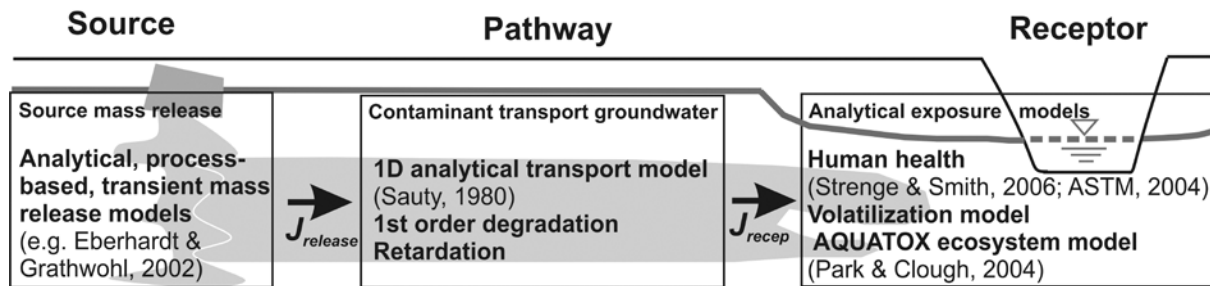 Source
Source mass release
Analytical, process-
based, transient mass
release models
(e.g. Eberhardt &
Grathwohl, 2002)
J release
Pathway
Contaminant transport groundwater
1D analytical transport model
(Sauty, 1980)
1st order degradation
Retardation
J recep
Receptor
Analytical exposure models
Human health
(Strenge & Smith, 2006; ASTM, 2004)
Volatilization model
AQUATOX ecosystem model
(Park & Clough, 2004)